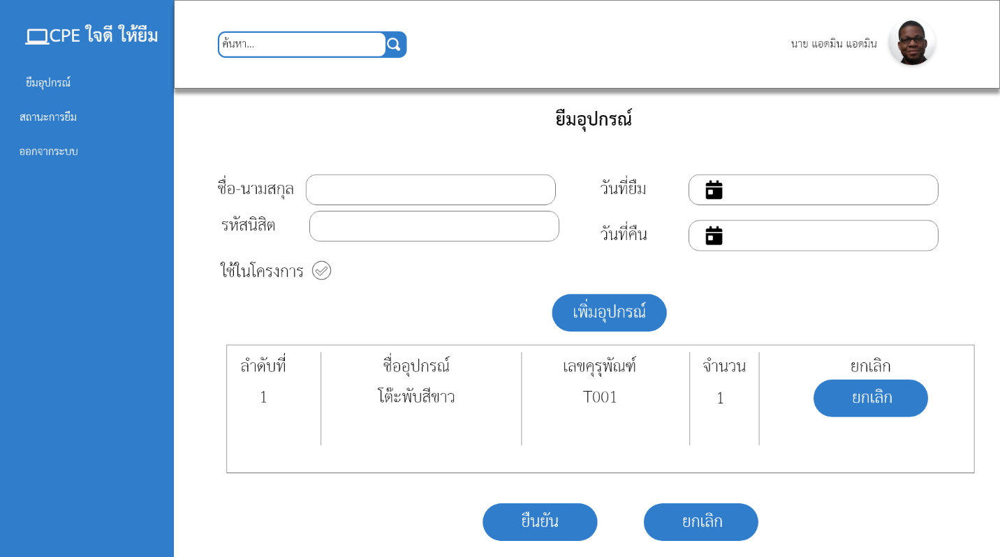 CPE ใจดี ให้ยืม
ยืมอุปกรณ์
สถานะการยืม
ออกจากระบบ
ค้นหา...
นาย แอดมิน แอดมิน
ยืมอุปกรณ์
ชื่อ-นามสกุล
วันที่ยืม
รหัสนิสิต
วันที่คืน
ใช้ในโครงการ
เพิ่มอุปกรณ์
ลำดับที่ ชื่ออุปกรณ์ เลขคุรุพัณฑ์ จำนวน ยกเลิก
1 โต๊ะพับสีขาว T001 1 ยกเลิก
ยืนยัน ยกเลิก